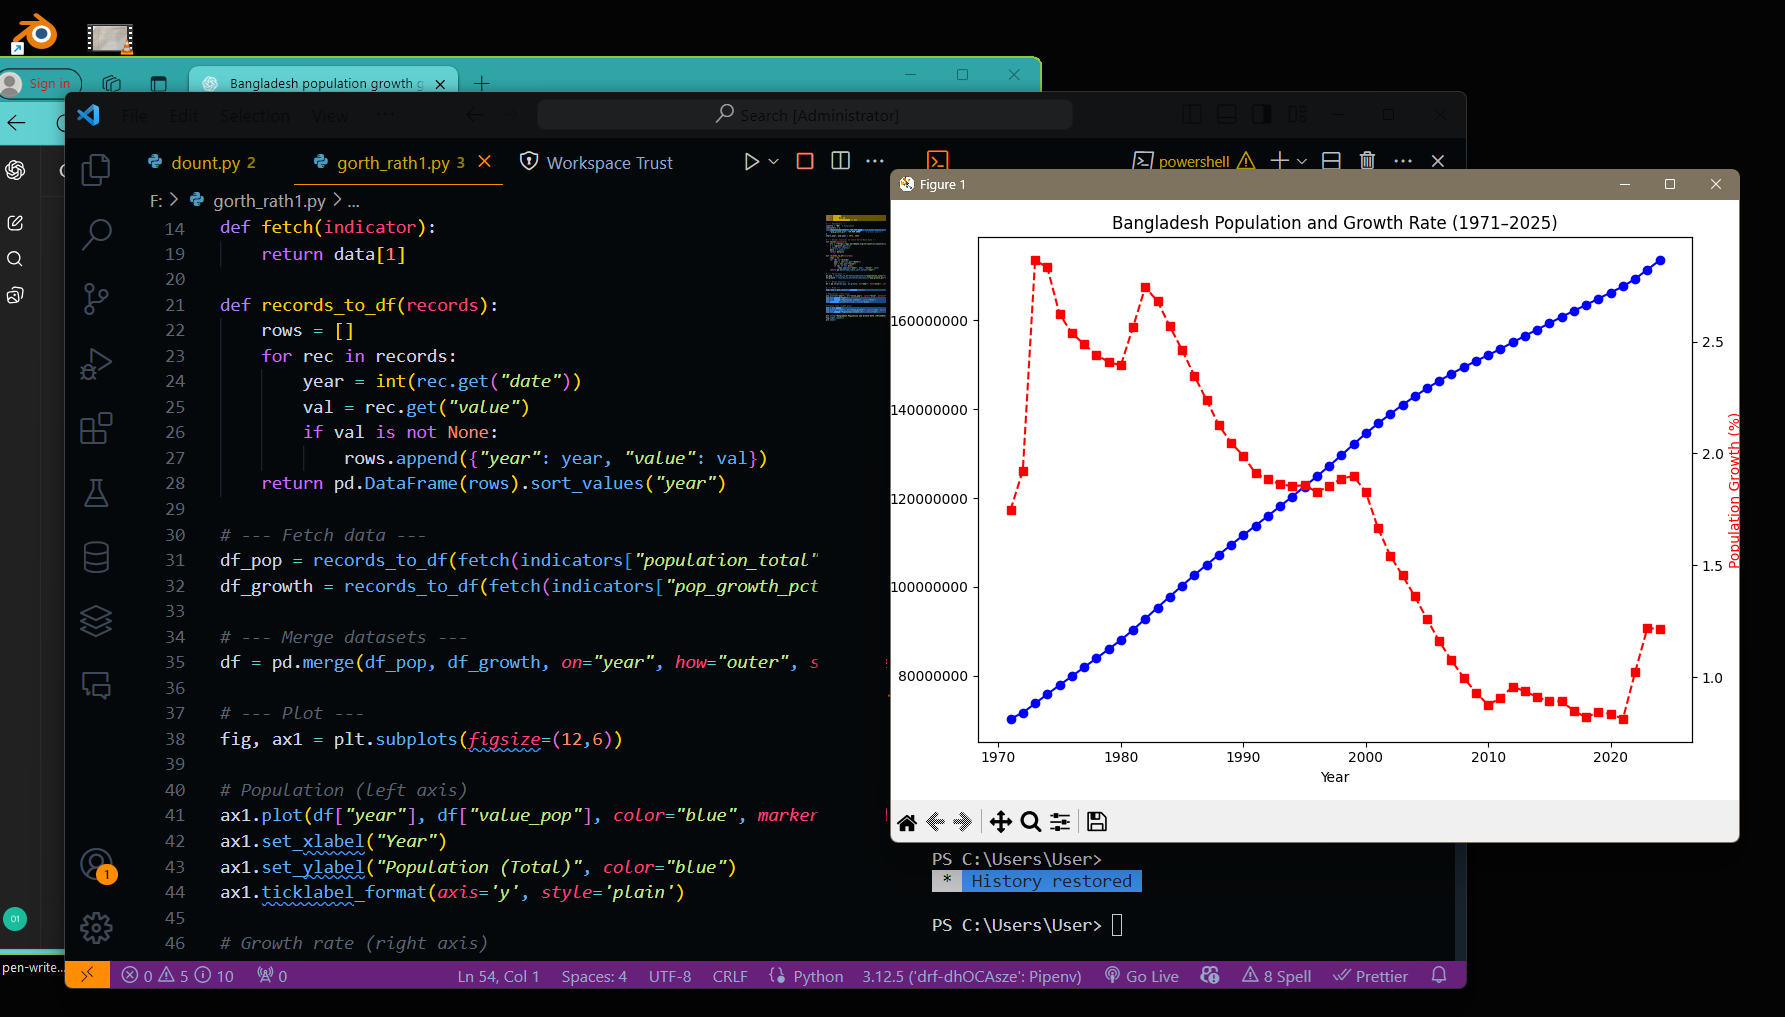 Sign in
Bangladesh population growth g
File Edit Selection View ...
Search [Administrator]
dount.py 2
gorth_rath1.py 3
Workspace Trust
powershell
F: > gorth_rath1.py > ...
14 def fetch(indicator):
19 return data[1]
20
21 def records_to_df(records):
22 rows = []
23 for rec in records:
24 year = int(rec.get("date"))
25 val = rec.get("value")
26 if val is not None:
27 rows.append({"year": year, "value": val})
28 return pd.DataFrame(rows).sort_values("year")
29
30 # --- Fetch data ---
31 df_pop = records_to_df(fetch(indicators["population_total"
32 df_growth = records_to_df(fetch(indicators["pop_growth_pct
33
34 # --- Merge datasets ---
35 df = pd.merge(df_pop, df_growth, on="year", how="outer", s
36
37 # --- Plot ---
38 fig, ax1 = plt.subplots(figsize=(12,6))
39
40 # Population (left axis)
41 ax1.plot(df["year"], df["value_pop"], color="blue", marker
42 ax1.set_xlabel("Year")
43 ax1.set_ylabel("Population (Total)", color="blue")
44 ax1.ticklabel_format(axis='y', style='plain')
45
46 # Growth rate (right axis)
Figure 1
Bangladesh Population and Growth Rate (1971–2025)
160000000
140000000
120000000
100000000
80000000
2.5
2.0
1.5
1.0
Population Growth (%)
1970 1980 1990 2000 2010 2020
Year
PS C:\Users\User>
* History restored
PS C:\Users\User>
1
01
pen-write...
0 5 10 0
Ln 54, Col 1 Spaces: 4 UTF-8 CRLF {} Python 3.12.5 ('drf-dhOCAsze': Pipenv) Go Live 8 Spell Prettier